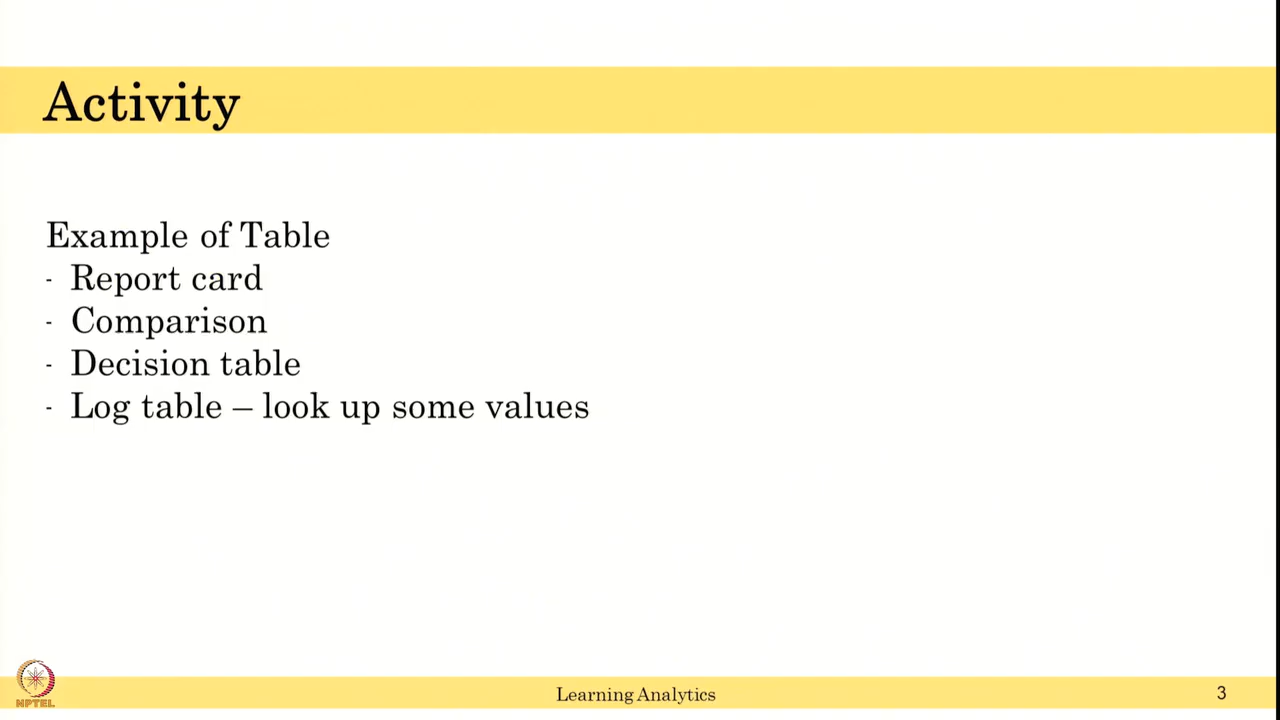 Activity
Example of Table
- Report card
- Comparison
- Decision table
- Log table – look up some values
NPTEL
Learning Analytics
3